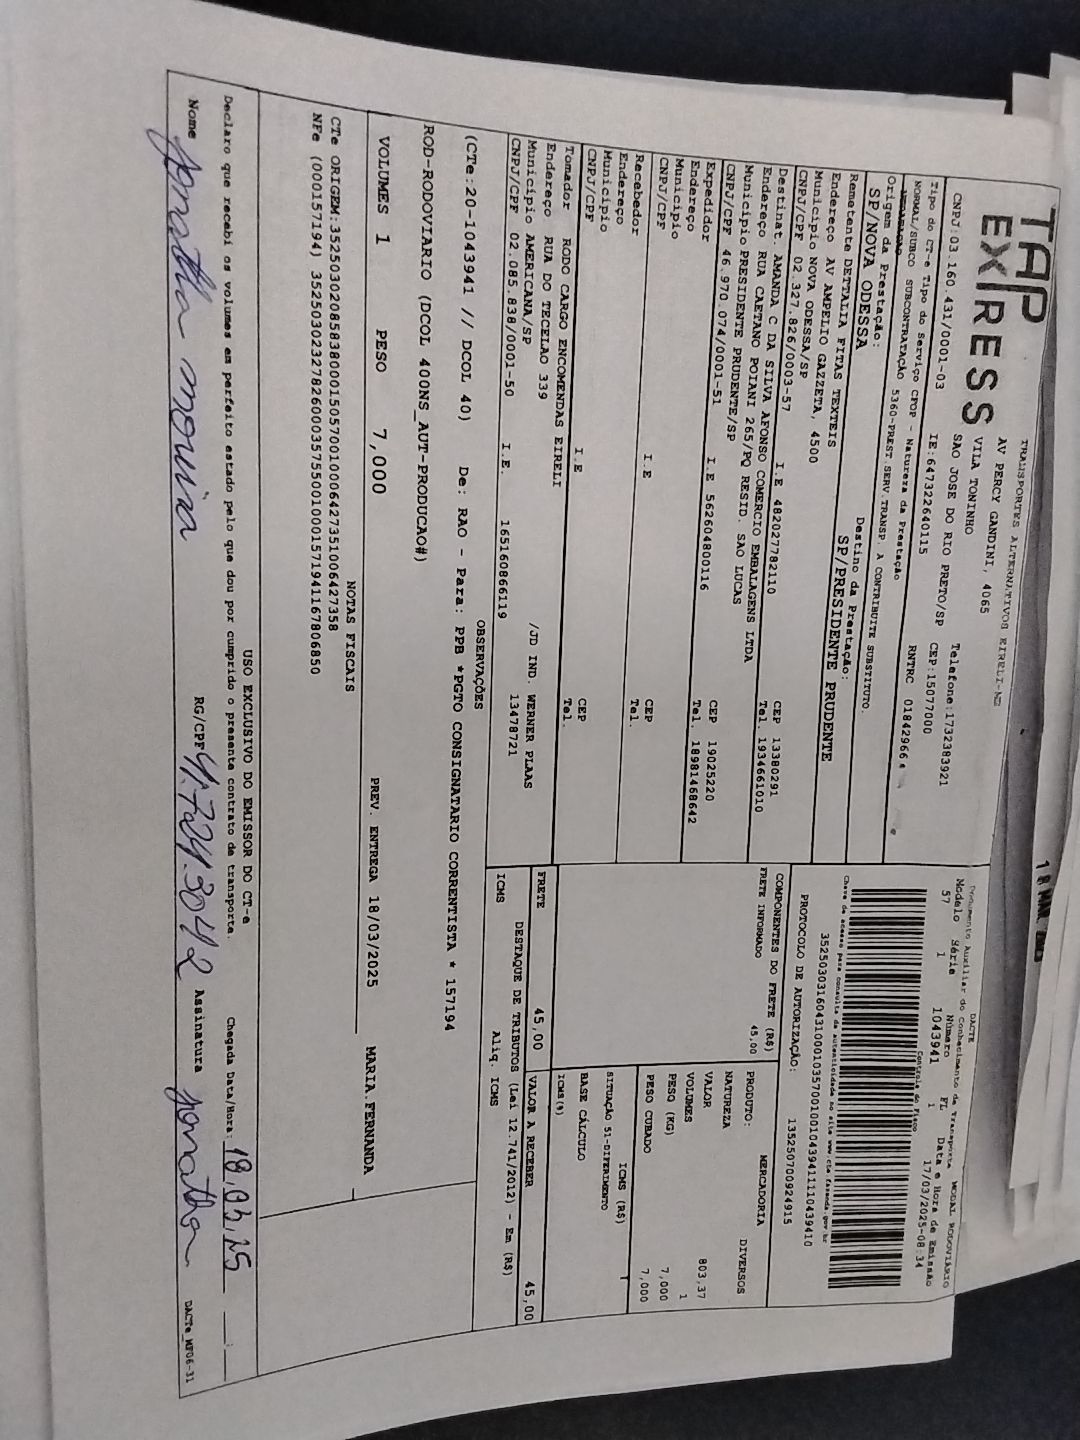 TAP
EXPRESS
TRANSPORTES ALTERNATIVOS EIRELI-ME
AV PERCY GANDINI, 4065
VILA TONINHO
SAO JOSE DO RIO PRETO/SP Telefone:1732383921
CNPJ:03.160.431/0001-03 IE:647322640115 CEP:15077000
RNTRC 01842966
Tipo do CT-e Tipo do Serviço CFOP - Natureza da Prestação
NORMAL/SUBCO SUBCONTRATAÇÃO 5360-PREST.SERV.TRANSP. A CONTRIBUITE SUBSTITUTO.
Origem da Prestação: Destino da Prestação:
SP/NOVA ODESSA SP/PRESIDENTE PRUDENTE
18 MAR.
DACTE
Documento Auxiliar do Conhecimento de Transporte MODAL RODOVIÁRIO
Modelo Série Número FL Data e Hora de Emissão
57 1 1043941 1 17/03/2025-08:34
Controle do Fisco
Chave de acesso para consulta de autenticidade no site www.cte.fazenda.gov.br
35250303160431000103570010010439411110439410
PROTOCOLO DE AUTORIZAÇÃO: 135250700924915
Remetente DETTALIA FITAS TEXTEIS
Endereço AV AMPELIO GAZZETA, 4500
Município NOVA ODESSA/SP CEP 13380291
CNPJ/CPF 02.327.826/0003-57 I.E 482027782110 Tel. 1934661010
Destinat. AMANDA C DA SILVA AFONSO COMERCIO EMBALAGENS LTDA
Endereço RUA CAETANO POIANI 265/PQ RESID. SAO LUCAS
Município PRESIDENTE PRUDENTE/SP CEP 19025220
CNPJ/CPF 46.970.074/0001-51 I.E 562604800116 Tel. 18981468642
Expedidor
Endereço
Município CEP
CNPJ/CPF I.E Tel.
Recebedor
Endereço
Município CEP
CNPJ/CPF I.E Tel.
Tomador RODO CARGO ENCOMENDAS EIRELI
Endereço RUA DO TECELAO 339 /JD IND. WERNER PLAAS
Município AMERICANA/SP 13478721
CNPJ/CPF 02.085.838/0001-50 I.E. 165160866119
COMPONENTES DO FRETE (R$)
FRETE INFORMADO 45,00
PRODUTO: MERCADORIA
NATUREZA DIVERSOS
VALOR 803,37
VOLUMES 1
PESO (KG) 7,000
PESO CUBADO 7,000
ICMS (R$)
SITUAÇÃO 51-DIFERIMENTO
BASE CÁLCULO
ICMS(%)
FRETE 45,00 VALOR A RECEBER 45,00
DESTAQUE DE TRIBUTOS (Lei 12.741/2012) - Em (R$)
ICMS Aliq. ICMS
OBSERVAÇÕES
(CTe:20-1043941 // DCOL 40) De: RAO - Para: PPB *PGTO CONSIGNATARIO CORRENTISTA * 157194
ROD-RODOVIARIO (DCOL 400NS_AUT-PRODUCAO#)
VOLUMES 1 PESO 7,000 PREV. ENTREGA 18/03/2025 MARIA.FERNANDA
NOTAS FISCAIS
CTe ORIGEM:35250302085838000150570010006427351006427358
NFe (000157194) 35250302327826000357550010001571941167806850
USO EXCLUSIVO DO EMISSOR DO CT-e
Declaro que recebi os volumes em perfeito estado pelo que dou por cumprido o presente contrato de transporte. Chegada Data/Hora: 18,03,25 __:__
Nome Jonathan moreira RG/CPF 41.724.304.2 Assinatura Jonathan
DACTe_MF06-31